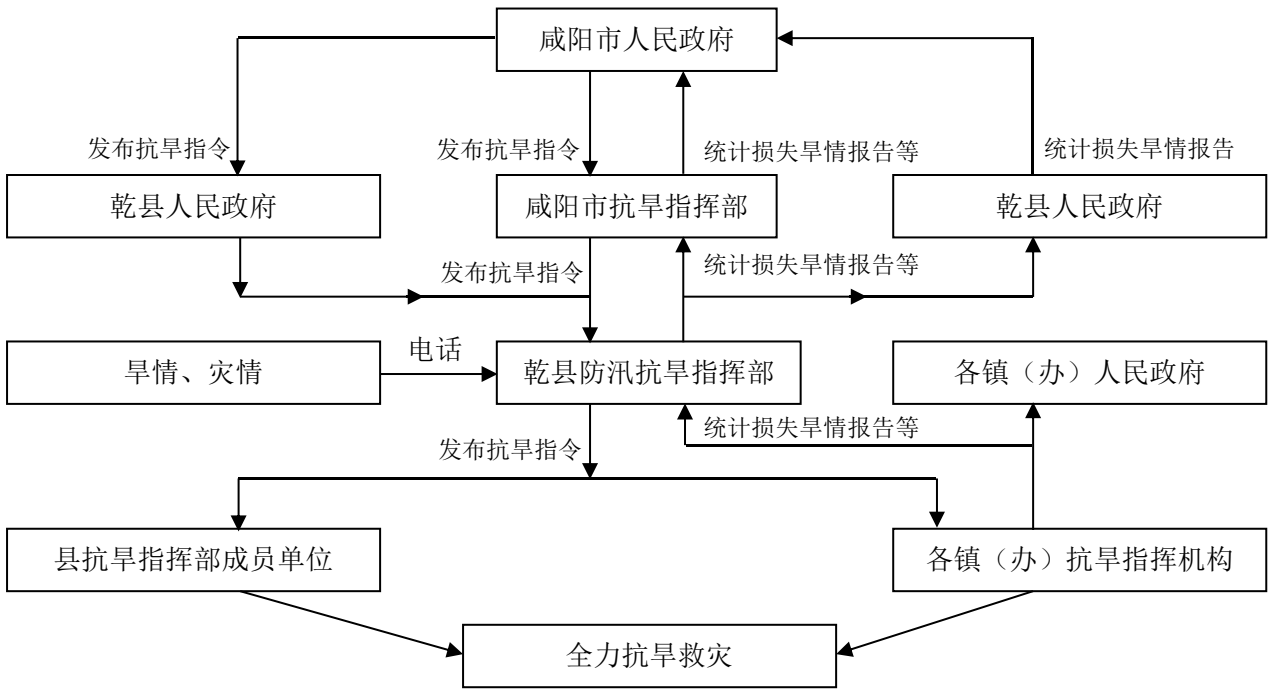 咸阳市人民政府
发布抗旱指令
发布抗旱指令
统计损失旱情报告等
统计损失旱情报告
乾县人民政府
咸阳市抗旱指挥部
乾县人民政府
发布抗旱指令
统计损失旱情报告等
旱情、灾情
电话
乾县防汛抗旱指挥部
各镇（办）人民政府
发布抗旱指令
统计损失旱情报告等
县抗旱指挥部成员单位
各镇（办）抗旱指挥机构
全力抗旱救灾